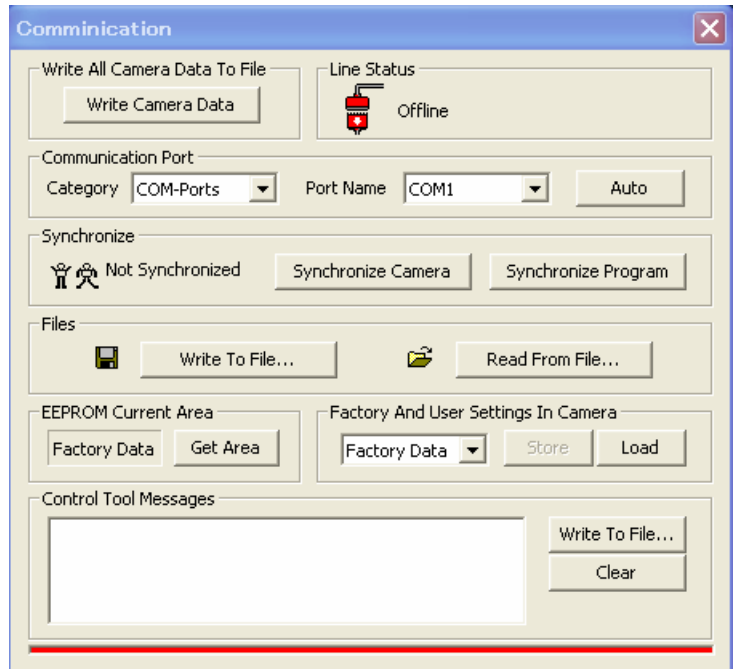 Comminication
Write All Camera Data To File
Write Camera Data
Line Status
Offline
Communication Port
Category COM-Ports Port Name COM1 Auto
Synchronize
Not Synchronized Synchronize Camera Synchronize Program
Files
Write To File... Read From File...
EEPROM Current Area
Factory Data Get Area
Factory And User Settings In Camera
Factory Data Store Load
Control Tool Messages
Write To File...
Clear